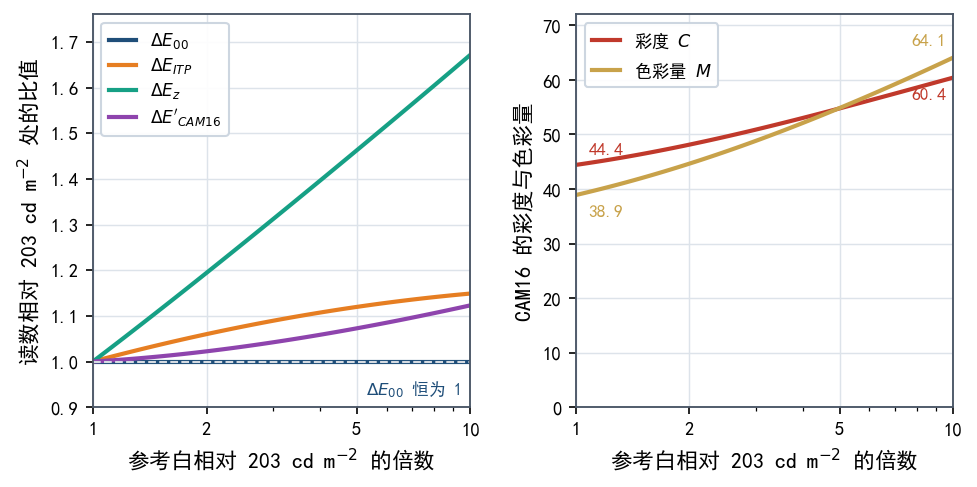 读数相对 203 cd m⁻² 处的比值
1.7
1.6
1.5
1.4
1.3
1.2
1.1
1.0
0.9
ΔE₀₀
ΔE_ITP
ΔE_z
ΔE′_CAM16
ΔE₀₀ 恒为 1
1 2 5 10
参考白相对 203 cd m⁻² 的倍数
CAM16 的彩度与色彩量
70
60
50
40
30
20
10
0
彩度 C
色彩量 M
64.1
60.4
44.4
38.9
1 2 5 10
参考白相对 203 cd m⁻² 的倍数